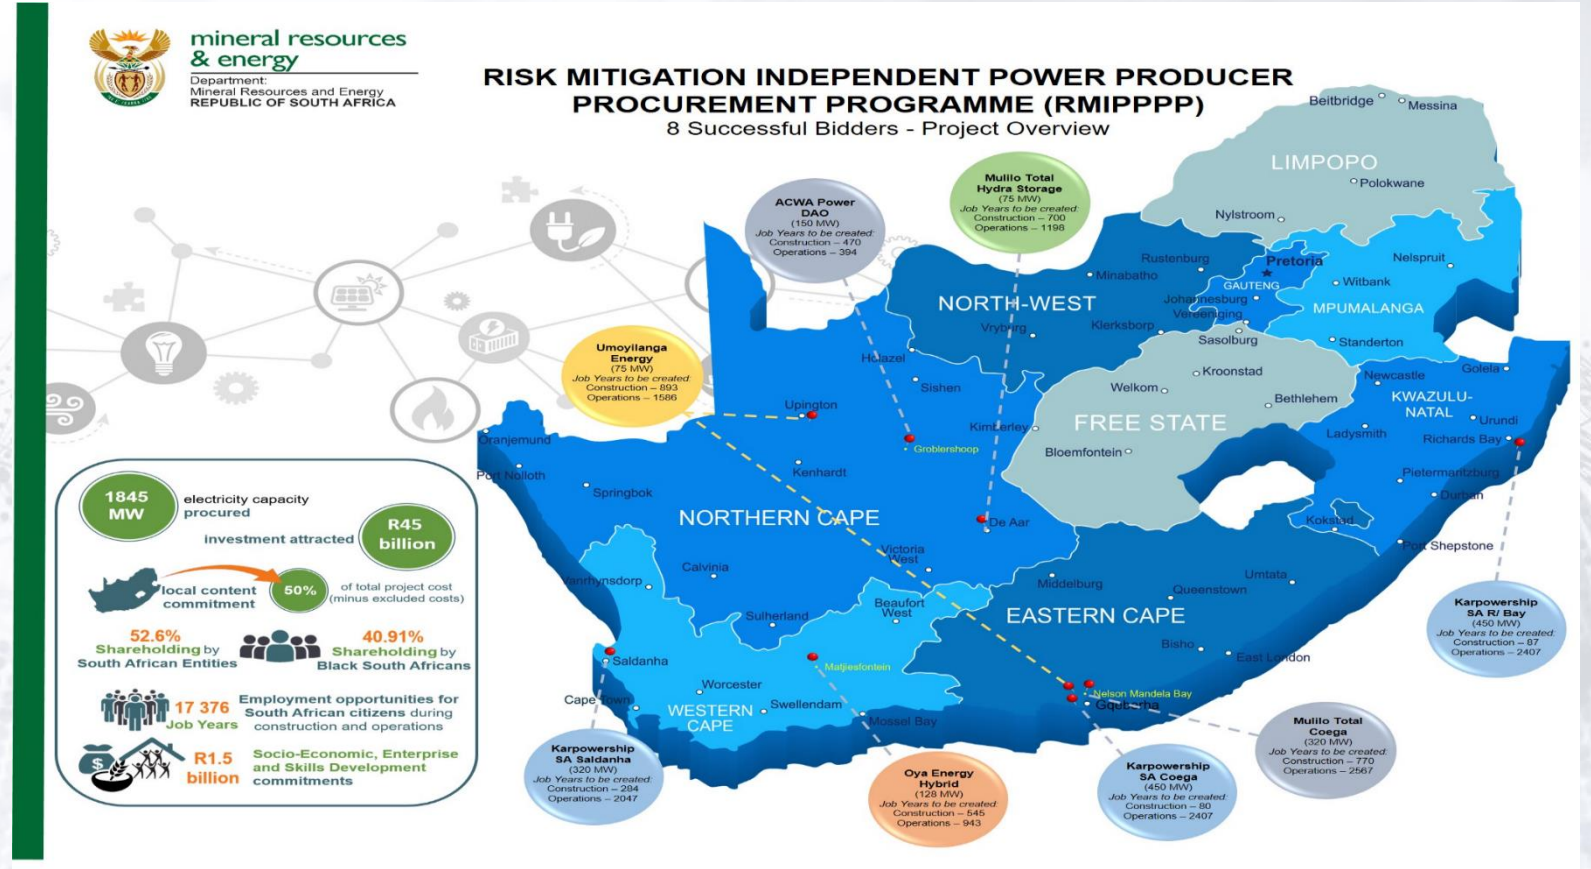 mineral resources
& energy
Department:
Mineral Resources and Energy
REPUBLIC OF SOUTH AFRICA
RISK MITIGATION INDEPENDENT POWER PRODUCER
PROCUREMENT PROGRAMME (RMIPPPP)
8 Successful Bidders - Project Overview
ACWA Power
DAO
(150 MW)
Job Years to be created:
Construction – 470
Operations – 394
Mulilo Total
Hydra Storage
(75 MW)
Job Years to be created:
Construction – 700
Operations – 1198
Umoyilanga
Energy
(75 MW)
Job Years to be created:
Construction – 893
Operations – 1586
Beitbridge
Messina
LIMPOPO
Polokwane
Nylstroom
Rustenburg
Pretoria
Nelspruit
Minabatho
Witbank
GAUTENG
NORTH-WEST
Johannesburg
MPUMALANGA
Vereeniging
Vryburg
Klerksborp
Sasolburg
Standerton
Hotazel
Sishen
Kroonstad
Newcastle
Golela
Welkom
Bethlehem
KWAZULU-
NATAL
Upington
Kimberley
FREE STATE
Urundi
Ladysmith
Richards Bay
Oranjemund
Groblershoop
Bloemfontein
Port Nolloth
Kenhardt
Pietermaritzburg
Springbok
Durban
NORTHERN CAPE
De Aar
Kokstad
Port Shepstone
Victoria
West
Calvinia
Vanrhynsdorp
Middelburg
Umtata
Queenstown
Beaufort
West
Sulherland
EASTERN CAPE
Bisho
East London
Saldanha
Matjiesfontein
Worcester
Nelson Mandela Bay
Gqeberha
Cape Town
WESTERN
CAPE
Swellendam
Mossel Bay
Karpowership
SA R/ Bay
(450 MW)
Job Years to be created:
Construction – 87
Operations – 2407
Karpowership
SA Saldanha
(320 MW)
Job Years to be created:
Construction – 284
Operations – 2047
Oya Energy
Hybrid
(128 MW)
Job Years to be created:
Construction – 545
Operations – 943
Karpowership
SA Coega
(450 MW)
Job Years to be created:
Construction – 80
Operations – 2407
Mulilo Total
Coega
(320 MW)
Job Years to be created:
Construction – 770
Operations – 2567
1845
MW
electricity capacity
procured
investment attracted
R45
billion
local content
commitment
50%
of total project cost
(minus excluded costs)
52.6%
Shareholding by
South African Entities
40.91%
Shareholding by
Black South Africans
17 376
Job Years
Employment opportunities for
South African citizens during
construction and operations
$
R1.5
billion
Socio-Economic, Enterprise
and Skills Development
commitments